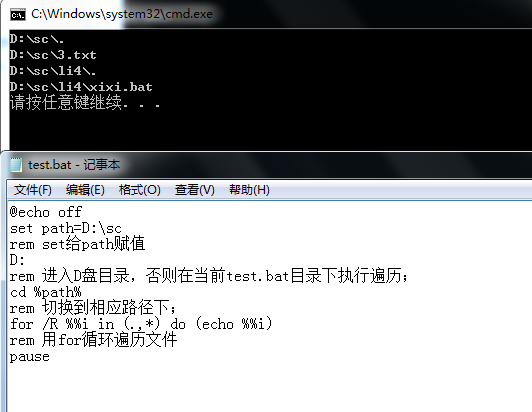 C:\Windows\system32\cmd.exe
D:\sc\.
D:\sc\3.txt
D:\sc\li4\.
D:\sc\li4\xixi.bat
请按任意键继续. . .
test.bat - 记事本
文件(F) 编辑(E) 格式(O) 查看(V) 帮助(H)
@echo off
set path=D:\sc
rem set给path赋值
D:
rem 进入D盘目录，否则在当前test.bat目录下执行遍历；
cd %path%
rem 切换到相应路径下；
for /R %%i in (.,*) do (echo %%i)
rem 用for循环遍历文件
pause